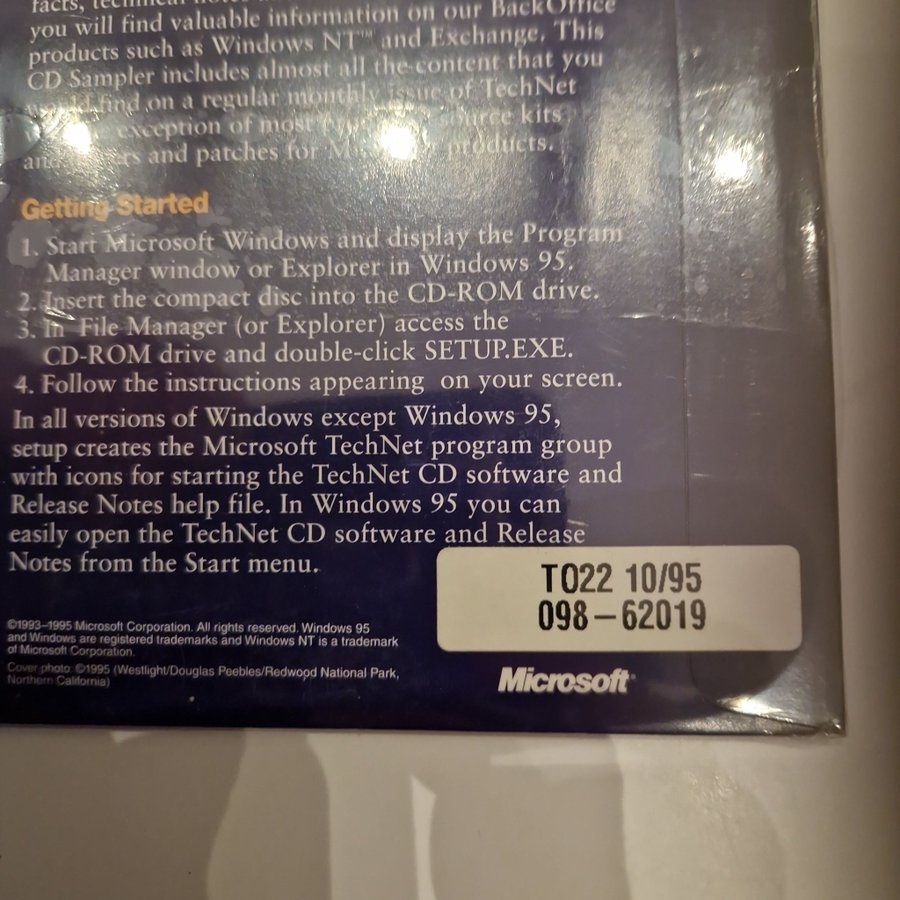 facts, technical
you will find valuable information on our BackOffice
products such as Windows NT™ and Exchange. This
CD Sampler includes almost all the content that you
would find on a regular monthly issue of TechNet
exception of most kits
and patches for products.
Getting Started
1. Start Microsoft Windows and display the Program
Manager window or Explorer in Windows 95.
2. Insert the compact disc into the CD-ROM drive.
3. In File Manager (or Explorer) access the
CD-ROM drive and double-click SETUP.EXE.
4. Follow the instructions appearing on your screen.
In all versions of Windows except Windows 95,
setup creates the Microsoft TechNet program group
with icons for starting the TechNet CD software and
Release Notes help file. In Windows 95 you can
easily open the TechNet CD software and Release
Notes from the Start menu.
T022 10/95
098-62019
©1993–1995 Microsoft Corporation. All rights reserved. Windows 95
and Windows are registered trademarks and Windows NT is a trademark
of Microsoft Corporation.
Cover photo: ©1995 (Westlight/Douglas Peebles/Redwood National Park,
Northern California)
Microsoft®